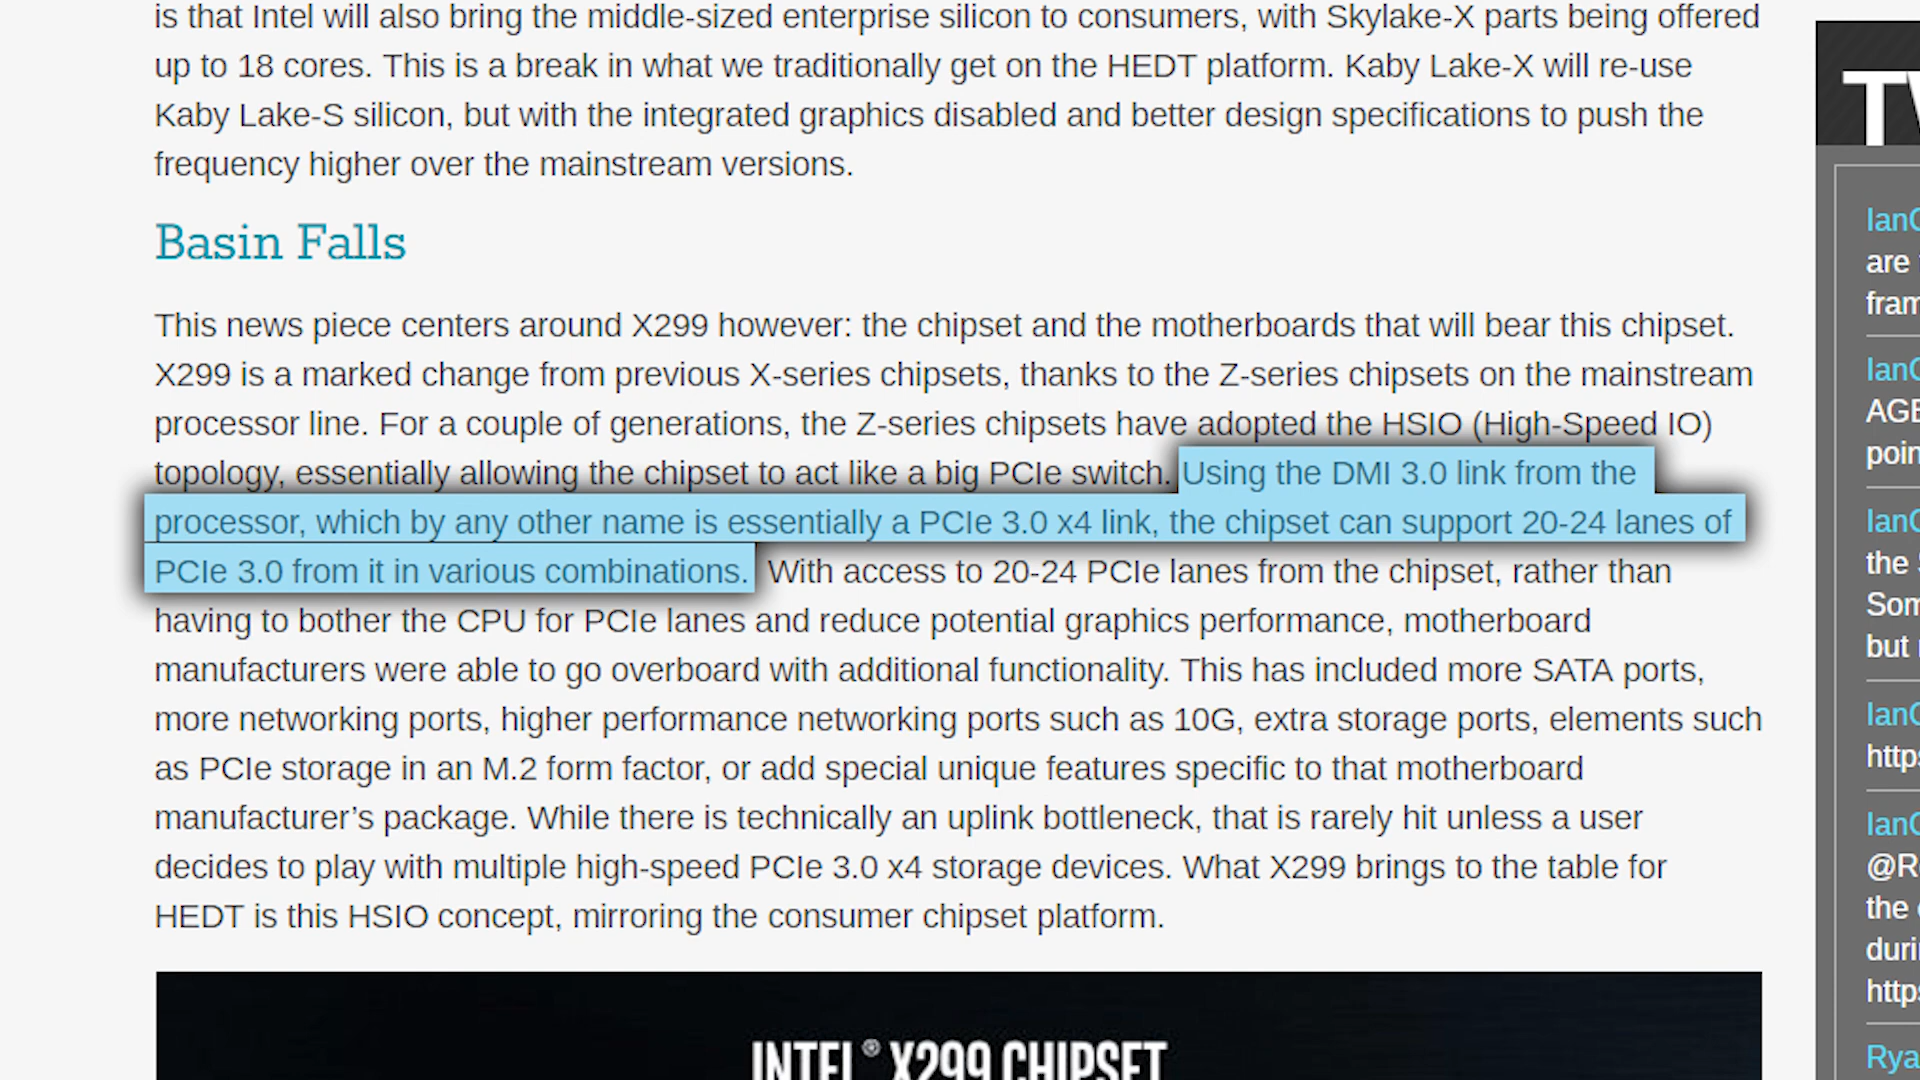 is that Intel will also bring the middle-sized enterprise silicon to consumers, with Skylake-X parts being offered
up to 18 cores. This is a break in what we traditionally get on the HEDT platform. Kaby Lake-X will re-use
Kaby Lake-S silicon, but with the integrated graphics disabled and better design specifications to push the
frequency higher over the mainstream versions.
Basin Falls
This news piece centers around X299 however: the chipset and the motherboards that will bear this chipset.
X299 is a marked change from previous X-series chipsets, thanks to the Z-series chipsets on the mainstream
processor line. For a couple of generations, the Z-series chipsets have adopted the HSIO (High-Speed IO)
topology, essentially allowing the chipset to act like a big PCIe switch. Using the DMI 3.0 link from the
processor, which by any other name is essentially a PCIe 3.0 x4 link, the chipset can support 20-24 lanes of
PCIe 3.0 from it in various combinations. With access to 20-24 PCIe lanes from the chipset, rather than
having to bother the CPU for PCIe lanes and reduce potential graphics performance, motherboard
manufacturers were able to go overboard with additional functionality. This has included more SATA ports,
more networking ports, higher performance networking ports such as 10G, extra storage ports, elements such
as PCIe storage in an M.2 form factor, or add special unique features specific to that motherboard
manufacturer’s package. While there is technically an uplink bottleneck, that is rarely hit unless a user
decides to play with multiple high-speed PCIe 3.0 x4 storage devices. What X299 brings to the table for
HEDT is this HSIO concept, mirroring the consumer chipset platform.
INTEL® X299 CHIPSET
are
the
but
the